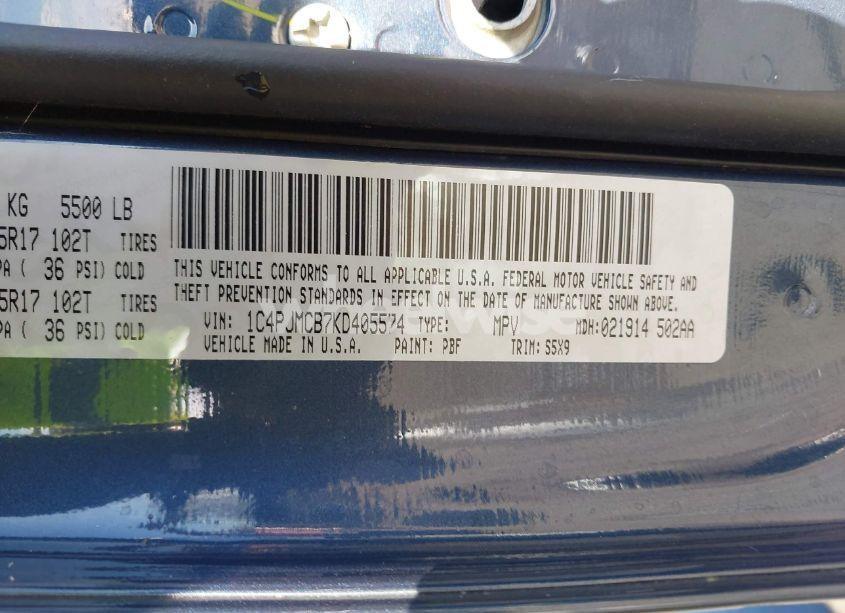 KG 5500 LB
5R17 102T TIRES
PA ( 36 PSI) COLD
5R17 102T TIRES
PA ( 36 PSI) COLD
THIS VEHICLE CONFORMS TO ALL APPLICABLE U.S.A. FEDERAL MOTOR VEHICLE SAFETY AND
THEFT PREVENTION STANDARDS IN EFFECT ON THE DATE OF MANUFACTURE SHOWN ABOVE.
VIN: 1C4PJMCB7KD405574 TYPE: MPV MDH:021914 502AA
VEHICLE MADE IN U.S.A. PAINT: PBF TRIM: S5X9